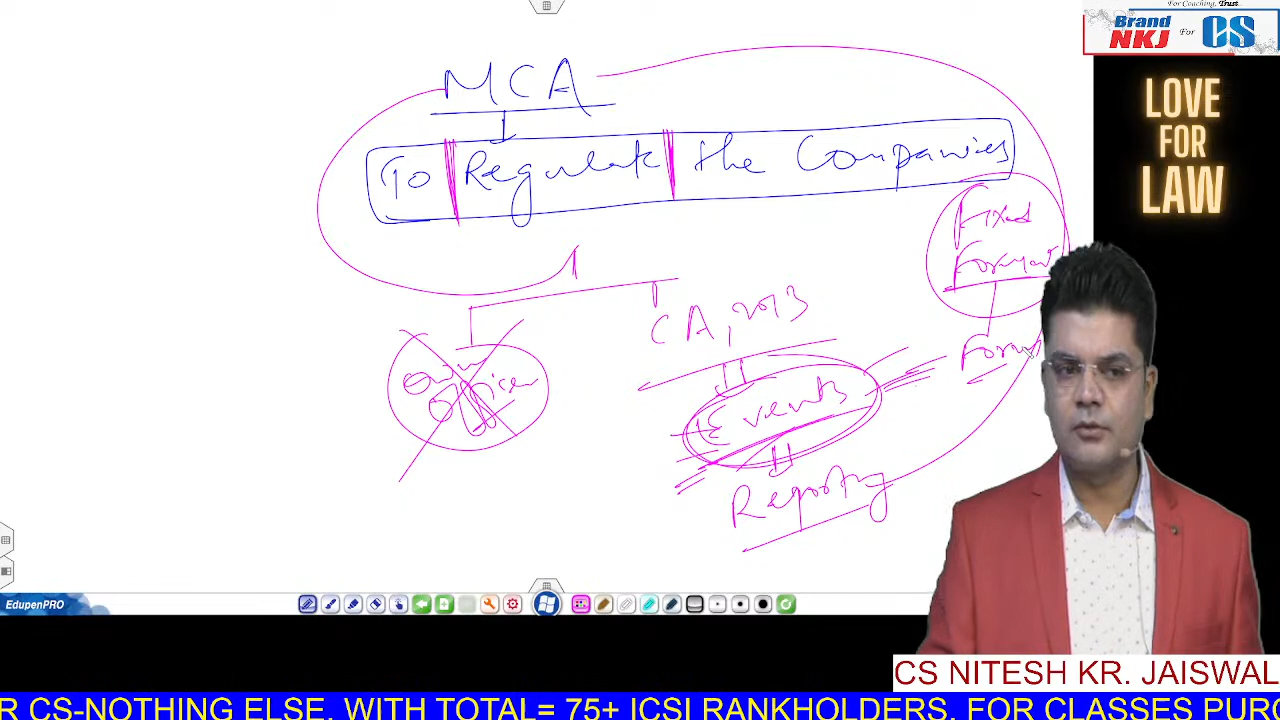 For Coaching, Trust
Brand
NKJ
For
CS
LOVE
FOR
LAW
MCA
To Regulate the Companies
Fixed
Format
CA, 2013
Forms
Events
Reporting
EdupenPRO
CS NITESH KR. JAISWAL
R CS-NOTHING ELSE, WITH TOTAL= 75+ ICSI RANKHOLDERS. FOR CLASSES PURC